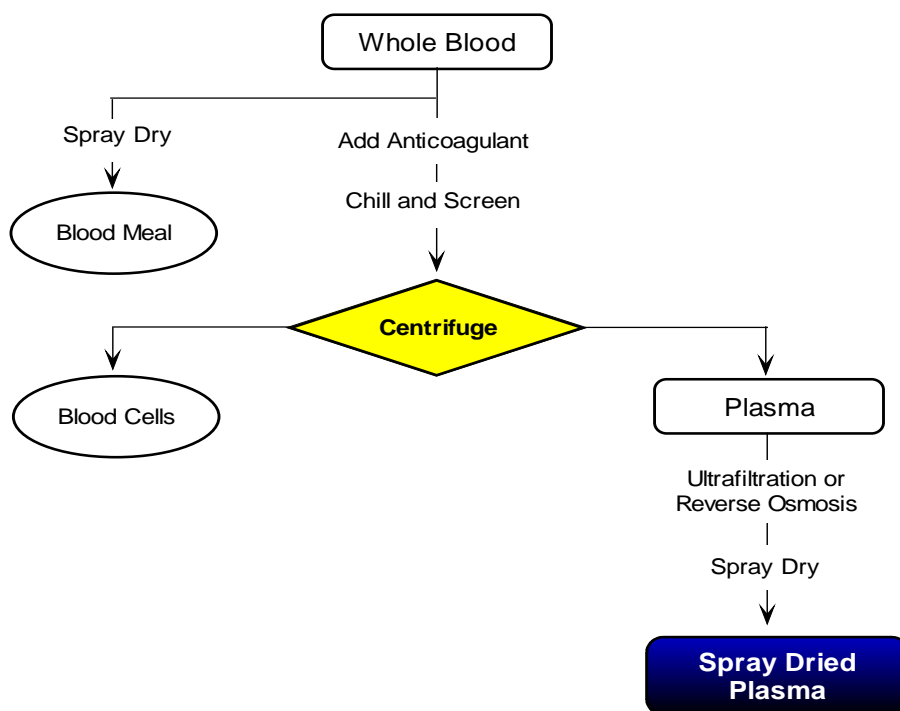 Whole Blood
Spray Dry
Add Anticoagulant
Chill and Screen
Blood Meal
Centrifuge
Blood Cells
Plasma
Ultrafiltration or
Reverse Osmosis
Spray Dry
Spray Dried
Plasma